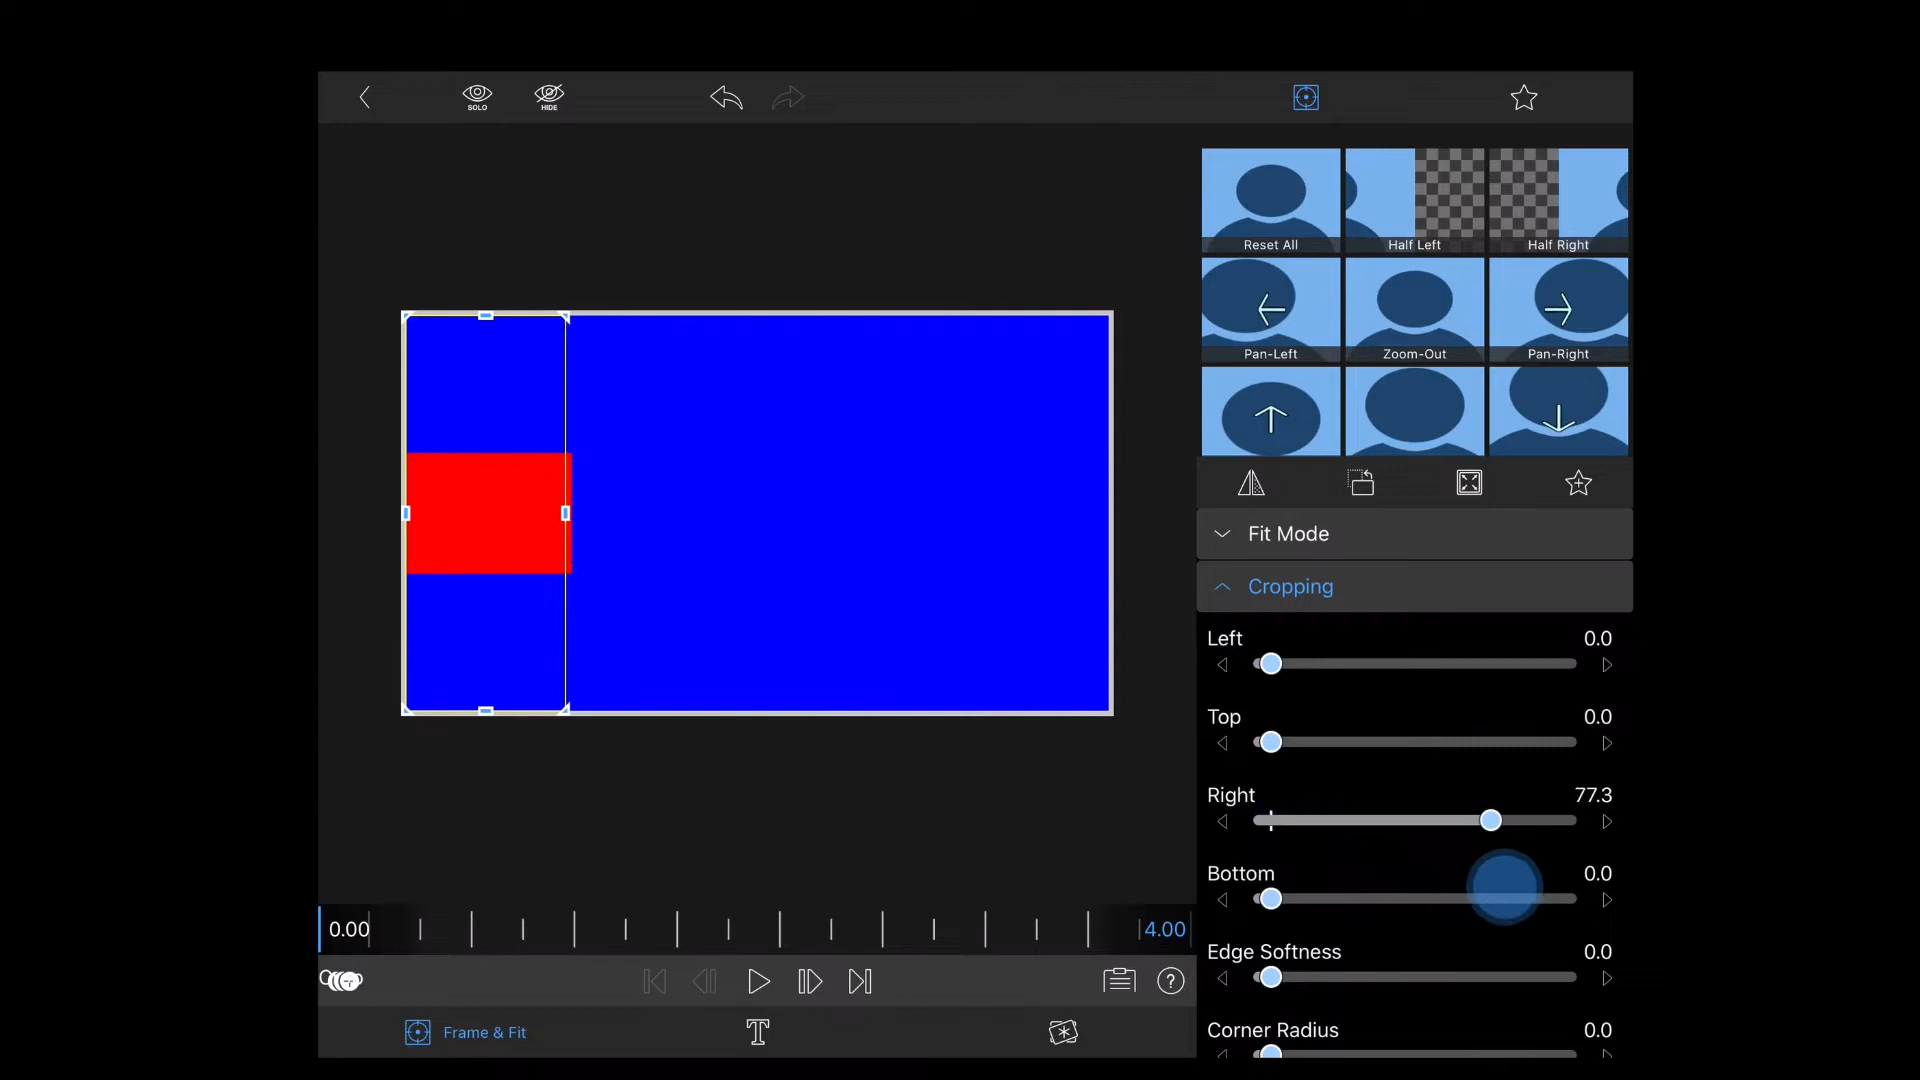 SOLO
HIDE
Reset All
Half Left
Half Right
Pan-Left
Zoom-Out
Pan-Right
Fit Mode
Cropping
Left
0.0
Top
0.0
Right
77.3
Bottom
0.0
Edge Softness
0.0
Corner Radius
0.0
0.00
4.00
Frame & Fit